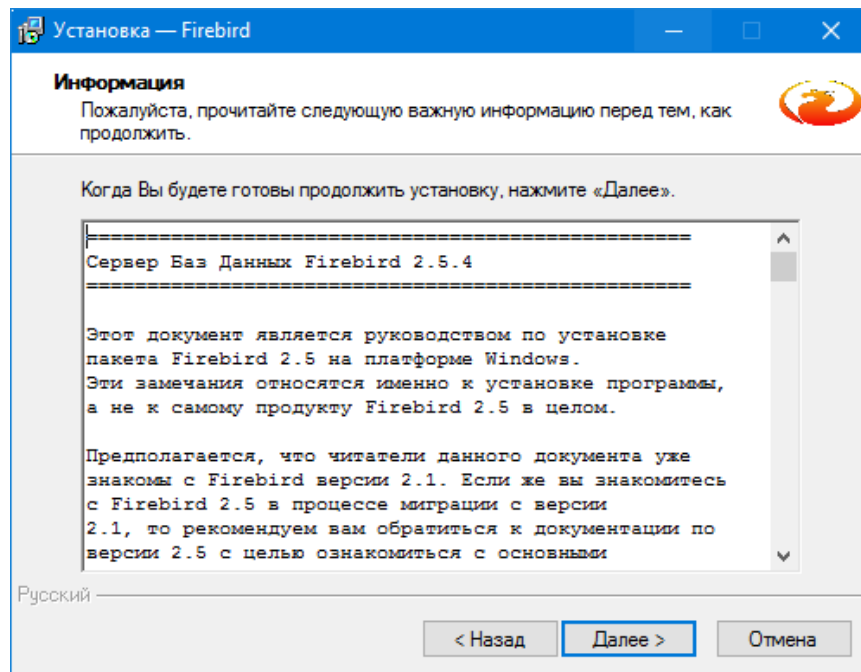 Установка — Firebird
Информация
Пожалуйста, прочитайте следующую важную информацию перед тем, как
продолжить.
Когда Вы будете готовы продолжить установку, нажмите «Далее».
====================================================
Сервер Баз Данных Firebird 2.5.4
====================================================
Этот документ является руководством по установке
пакета Firebird 2.5 на платформе Windows.
Эти замечания относятся именно к установке программы,
а не к самому продукту Firebird 2.5 в целом.
Предполагается, что читатели данного документа уже
знакомы с Firebird версии 2.1. Если же вы знакомитесь
с Firebird 2.5 в процессе миграции с версии
2.1, то рекомендуем вам обратиться к документации по
версии 2.5 с целью ознакомиться с основными
Русский
< Назад
Далее >
Отмена